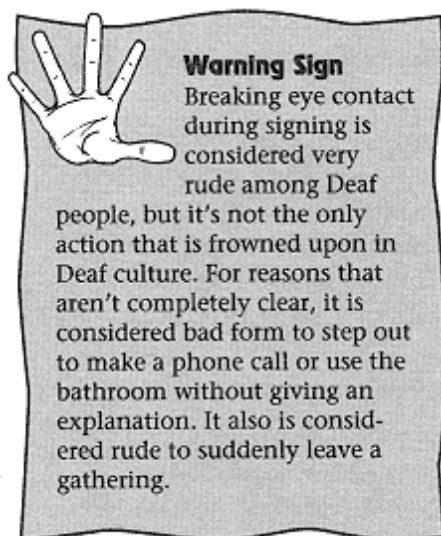 Warning Sign
Breaking eye contact
during signing is
considered very
rude among Deaf
people, but it's not the only
action that is frowned upon in
Deaf culture. For reasons that
aren't completely clear, it is
considered bad form to step out
to make a phone call or use the
bathroom without giving an
explanation. It also is consid-
ered rude to suddenly leave a
gathering.